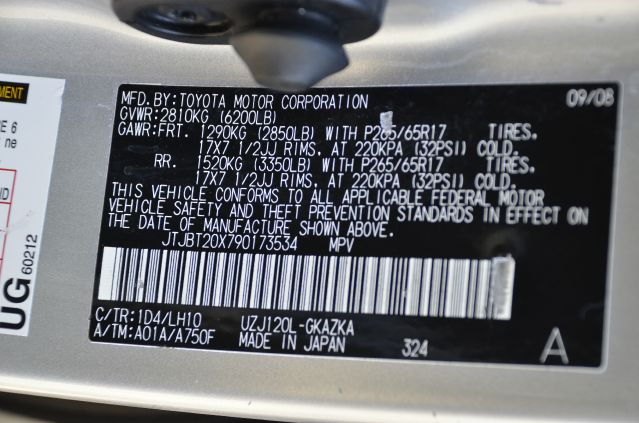 MENT
E 6
ne
ND
UG
60212
MFD. BY: TOYOTA MOTOR CORPORATION 09/08
GVWR: 2810KG (6200LB)
GAWR: FRT. 1290KG (2850LB) WITH P265/65R17 TIRES.
17X7 1/2JJ RIMS. AT 220KPA (32PSI) COLD.
RR. 1520KG (3350LB) WITH P265/65R17 TIRES.
17X7 1/2JJ RIMS. AT 220KPA (32PSI) COLD.
THIS VEHICLE CONFORMS TO ALL APPLICABLE FEDERAL MOTOR
VEHICLE SAFETY AND THEFT PREVENTION STANDARDS IN EFFECT ON
THE DATE OF MANUFACTURE SHOWN ABOVE.
JTJBT20X790173534 MPV
C/TR: 1D4/LH10 UZJ120L-GKAZKA
A/TM: A01A/A750F MADE IN JAPAN 324 A